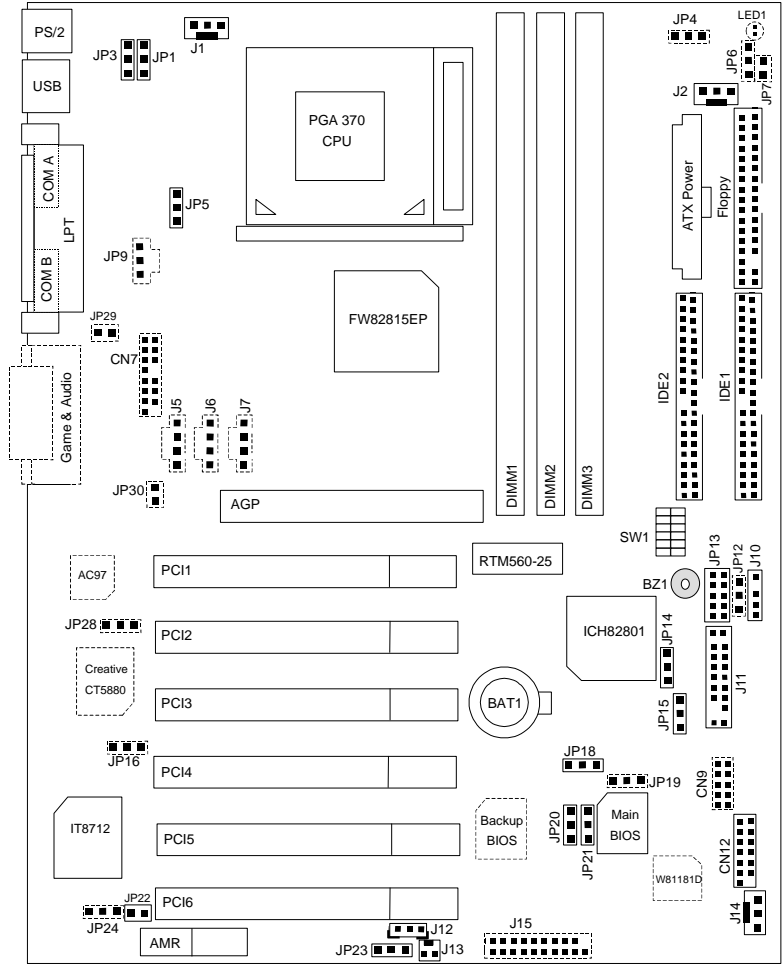 PS/2
J1
JP4
LED1
JP3
JP1
JP6
JP7
USB
J2
PGA 370
CPU
COM A
LPT
COM B
JP5
ATX Power
Floppy
JP9
JP29
FW82815EP
CN7
IDE2
IDE1
Game & Audio
J5
J6
J7
DIMM1
DIMM2
DIMM3
JP30
AGP
SW1
JP13
JP12
J10
RTM560-25
AC97
PCI1
BZ1
JP28
PCI2
ICH82801
JP14
Creative
CT5880
J11
PCI3
BAT1
JP15
JP16
PCI4
JP18
JP19
CN9
IT8712
PCI5
Backup
BIOS
JP20
JP21
Main
BIOS
CN12
W81181D
JP22
PCI6
JP24
J14
AMR
J12
JP23
J13
J15